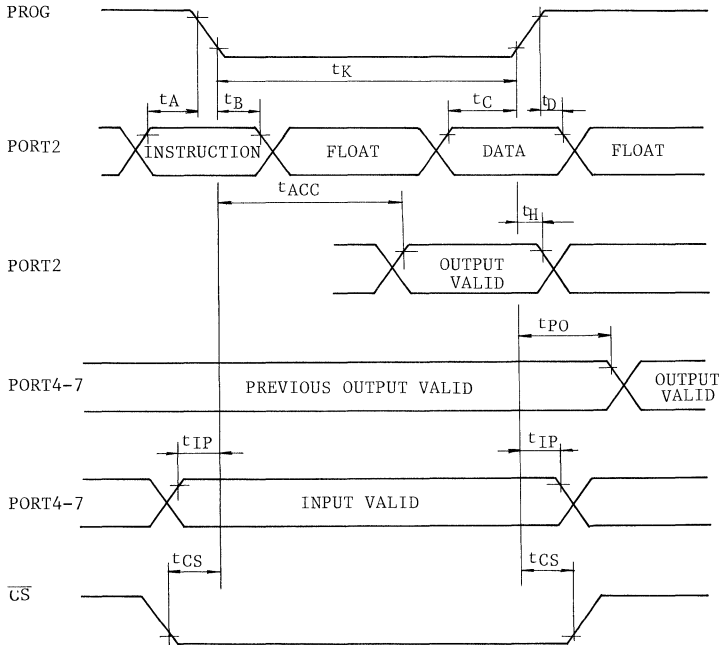 PROG
tK
tA tB tC tD
PORT2 INSTRUCTION FLOAT DATA FLOAT
tACC
tH
PORT2 OUTPUT VALID
tPO
PORT4-7 PREVIOUS OUTPUT VALID OUTPUT VALID
tIP tIP
PORT4-7 INPUT VALID
tCS tCS
CS